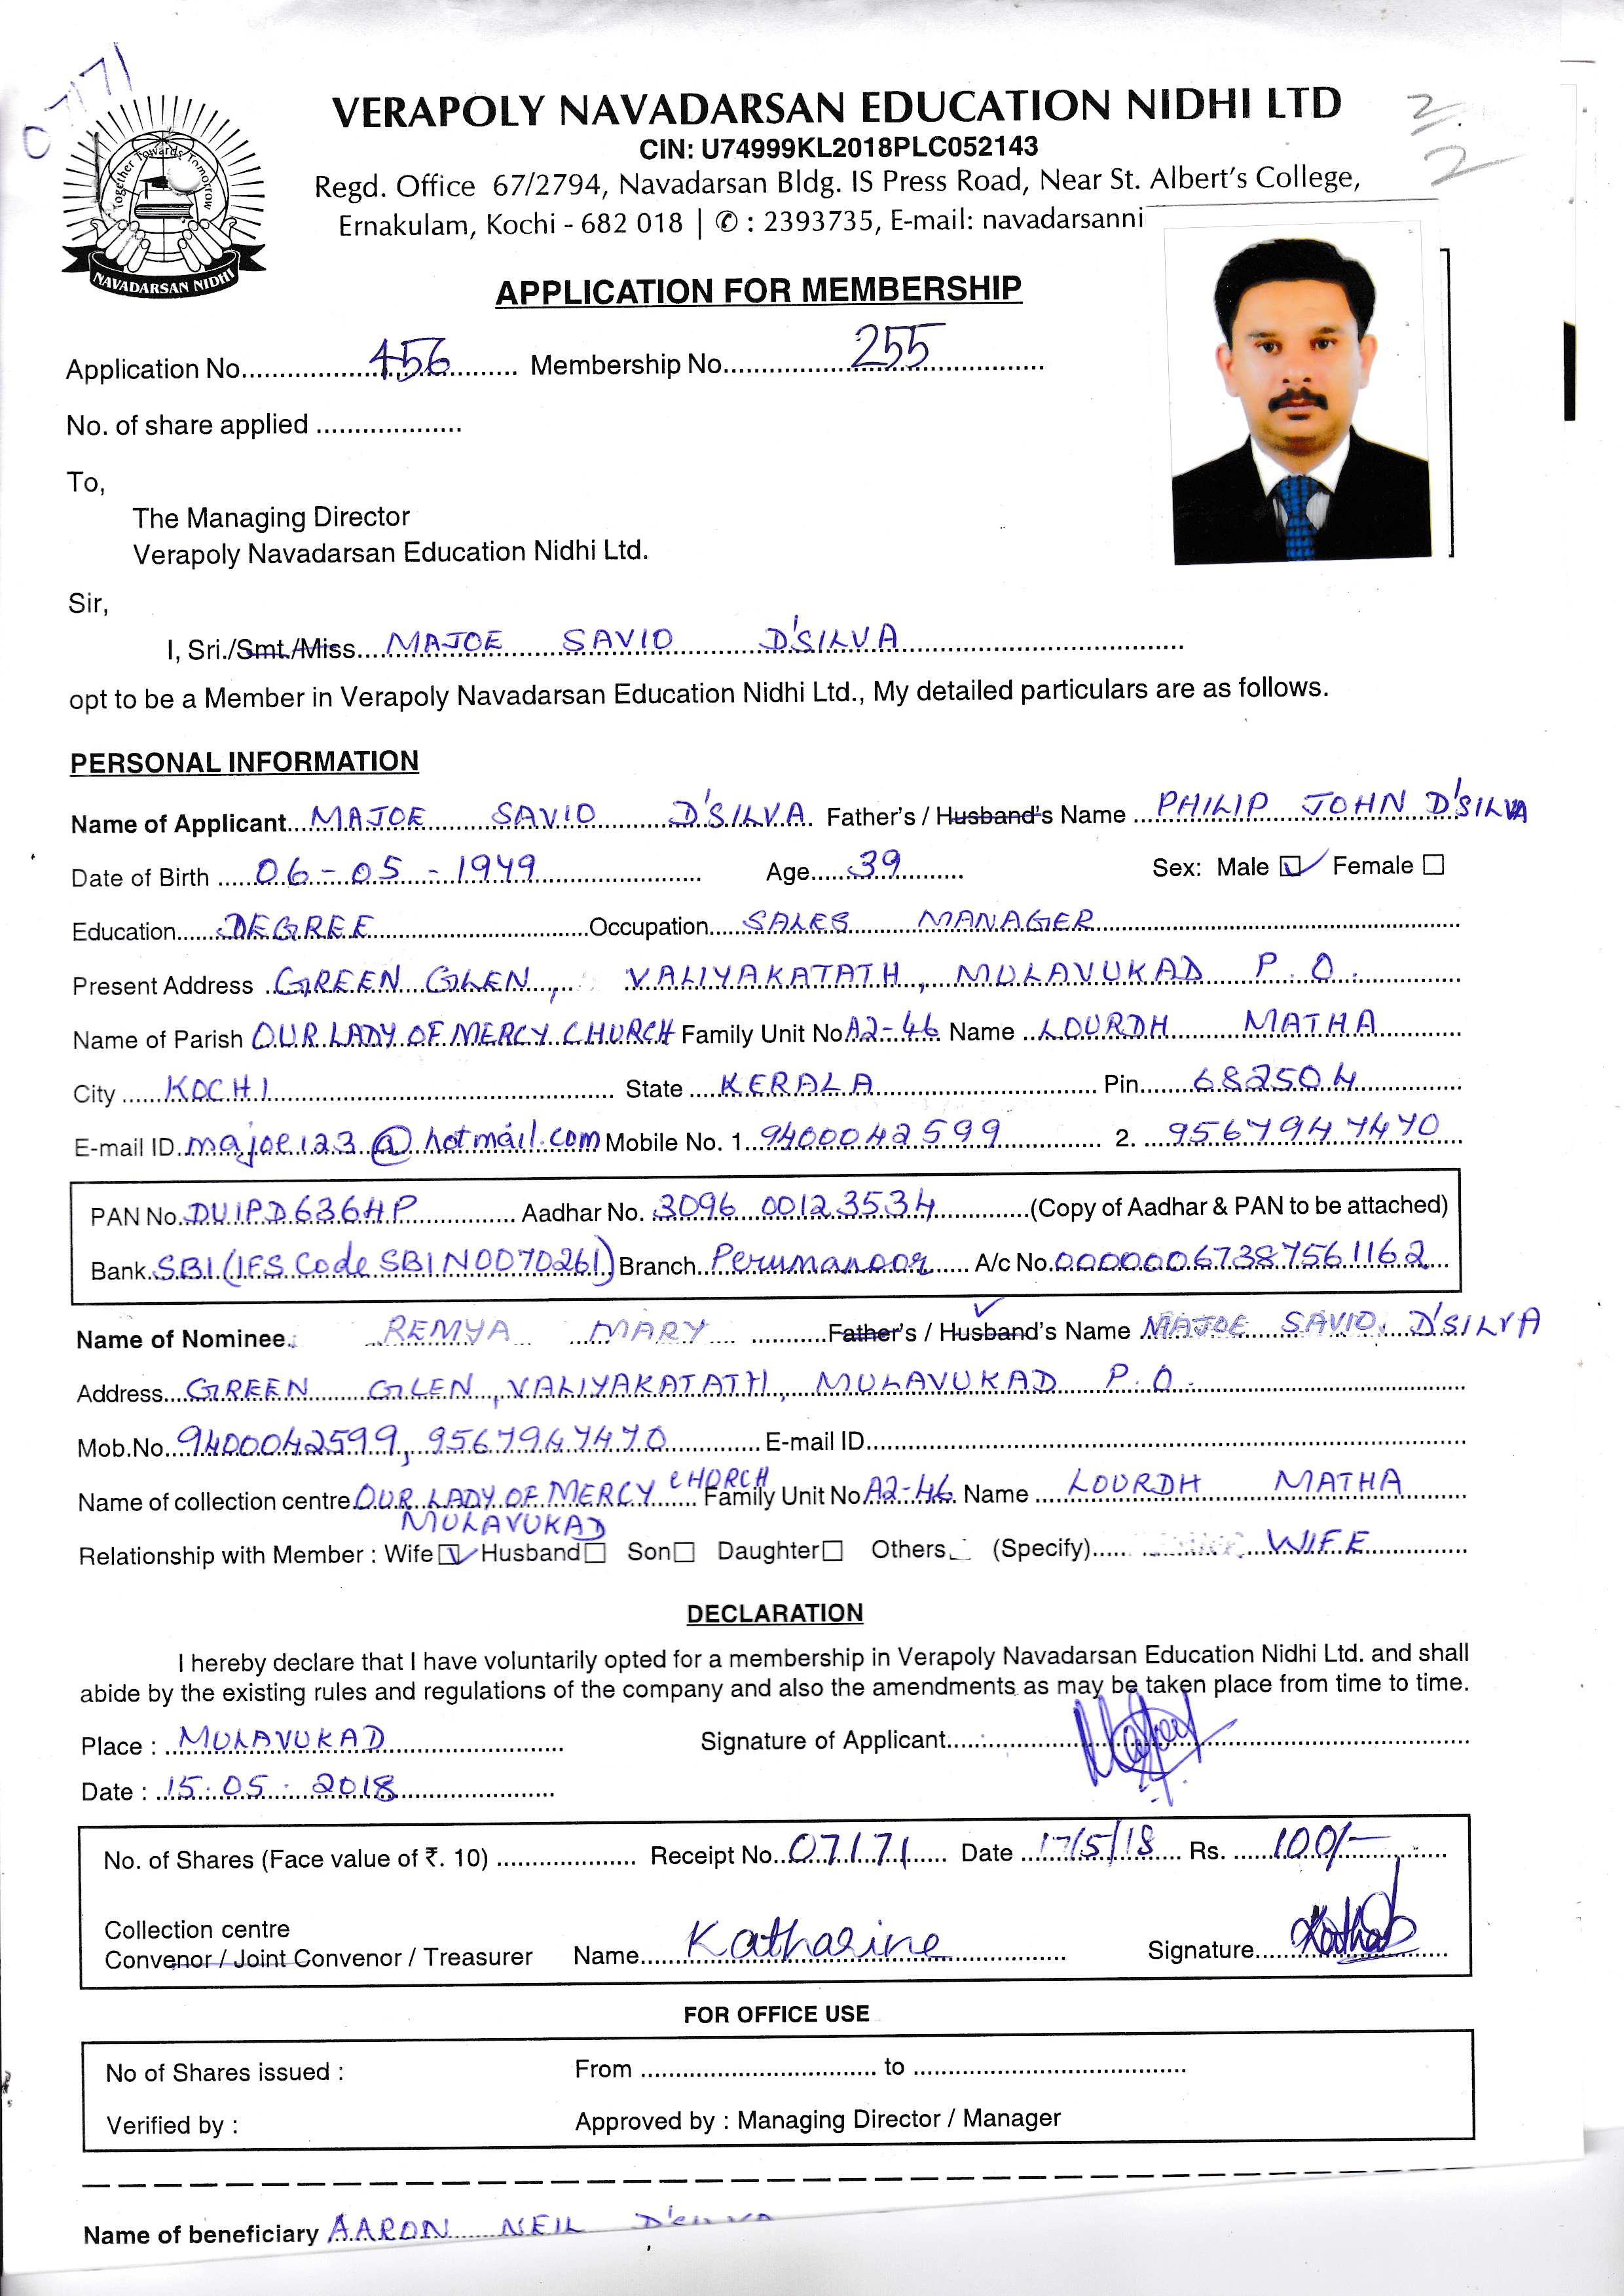 07171
Together Towards Tomorrow
NAVADARSAN NIDHI
VERAPOLY NAVADARSAN EDUCATION NIDHI LTD
CIN: U74999KL2018PLC052143
Regd. Office 67/2794, Navadarsan Bldg. IS Press Road, Near St. Albert's College,
Ernakulam, Kochi - 682 018 | ✆ : 2393735, E-mail: navadarsanni
2
2
APPLICATION FOR MEMBERSHIP
Application No. 456 Membership No. 255
No. of share applied ..................
To,
The Managing Director
Verapoly Navadarsan Education Nidhi Ltd.
Sir,
I, Sri./Smt./Miss. MAJOE SAVIO D'SILVA
opt to be a Member in Verapoly Navadarsan Education Nidhi Ltd., My detailed particulars are as follows.
PERSONAL INFORMATION
Name of Applicant MAJOE SAVIO D'SILVA Father's / Husband's Name PHILIP JOHN D'SILVA
Date of Birth 06-05-1979 Age 39 Sex: Male ☑ Female ☐
Education DEGREE Occupation SALES MANAGER
Present Address GREEN GLEN, VALIYAKATATH, MULAVUKAD P.O.
Name of Parish OUR LADY OF MERCY CHURCH Family Unit No A2-46 Name LOURDH MATHA
City KOCHI State KERALA Pin 682504
E-mail ID majoe123@hotmail.com Mobile No. 1. 9400042599 2. 9567947470
PAN No. DUIPD6364P Aadhar No. 3096 0012 3534 (Copy of Aadhar & PAN to be attached)
Bank SBI (IFS Code SBIN0070261) Branch Perumanoor A/c No. 00000067387561162
Name of Nominee REMYA MARY Father's / Husband's Name MAJOE SAVIO D'SILVA
Address GREEN GLEN, VALIYAKATATH, MULAVUKAD P.O.
Mob.No. 9400042599, 9567947470 E-mail ID
Name of collection centre OUR LADY OF MERCY CHURCH Family Unit No A2-46 Name LOURDH MATHA
MULAVUKAD
Relationship with Member : Wife ☑ Husband ☐ Son ☐ Daughter ☐ Others (Specify) WIFE
DECLARATION
I hereby declare that I have voluntarily opted for a membership in Verapoly Navadarsan Education Nidhi Ltd. and shall
abide by the existing rules and regulations of the company and also the amendments as may be taken place from time to time.
Place : MULAVUKAD Signature of Applicant
Date : 15.05.2018
No. of Shares (Face value of ₹. 10) Receipt No. 07171 Date 17/5/18 Rs. 100/-
Collection centre
Convenor / Joint Convenor / Treasurer Name Katharine Signature
FOR OFFICE USE
No of Shares issued : From to
Verified by : Approved by : Managing Director / Manager
Name of beneficiary AARON NEIL D'SILVA